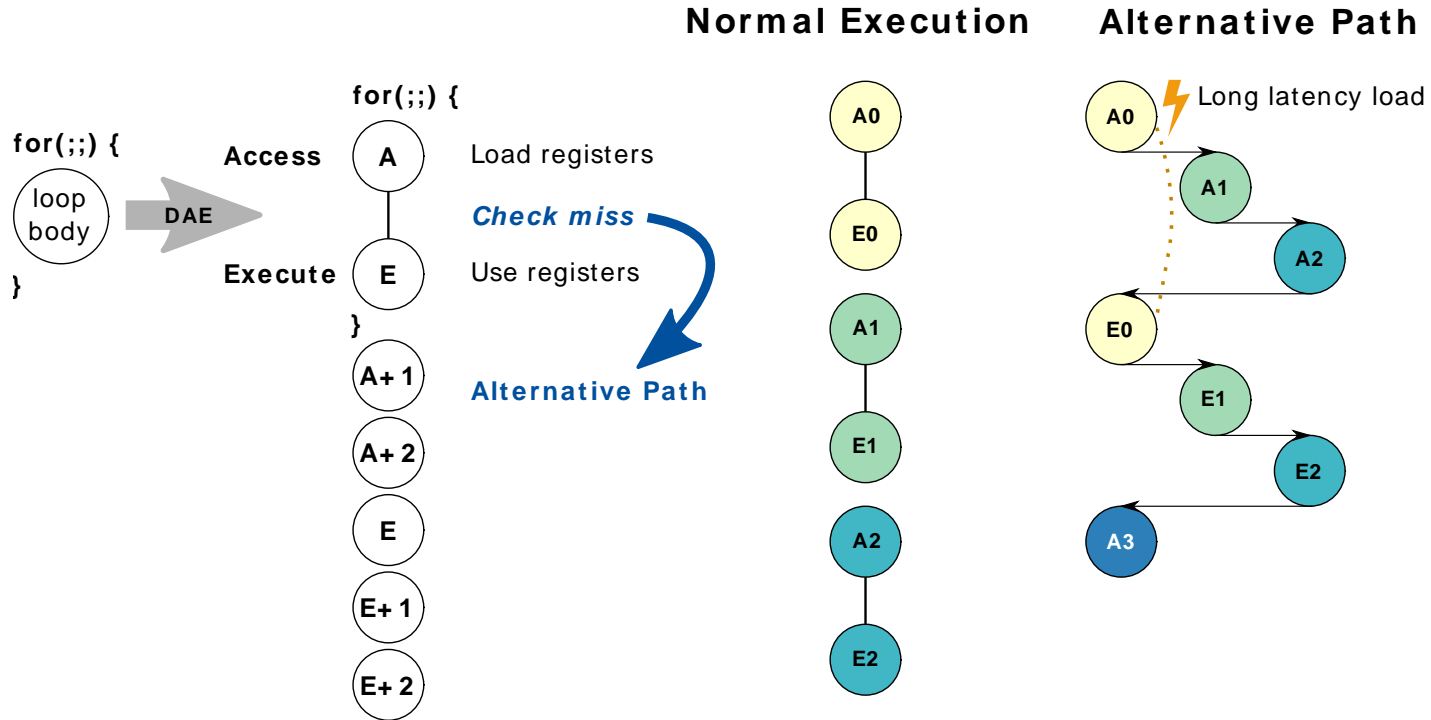 Normal Execution
Alternative Path
for(;;) {
loop
body
}
DAE
for(;;) {
Access
A
Load registers
Check miss
Execute
E
Use registers
}
A+1
Alternative Path
A+2
E
E+1
E+2
A0
E0
A1
E1
A2
E2
A0
Long latency load
A1
A2
E0
E1
E2
A3